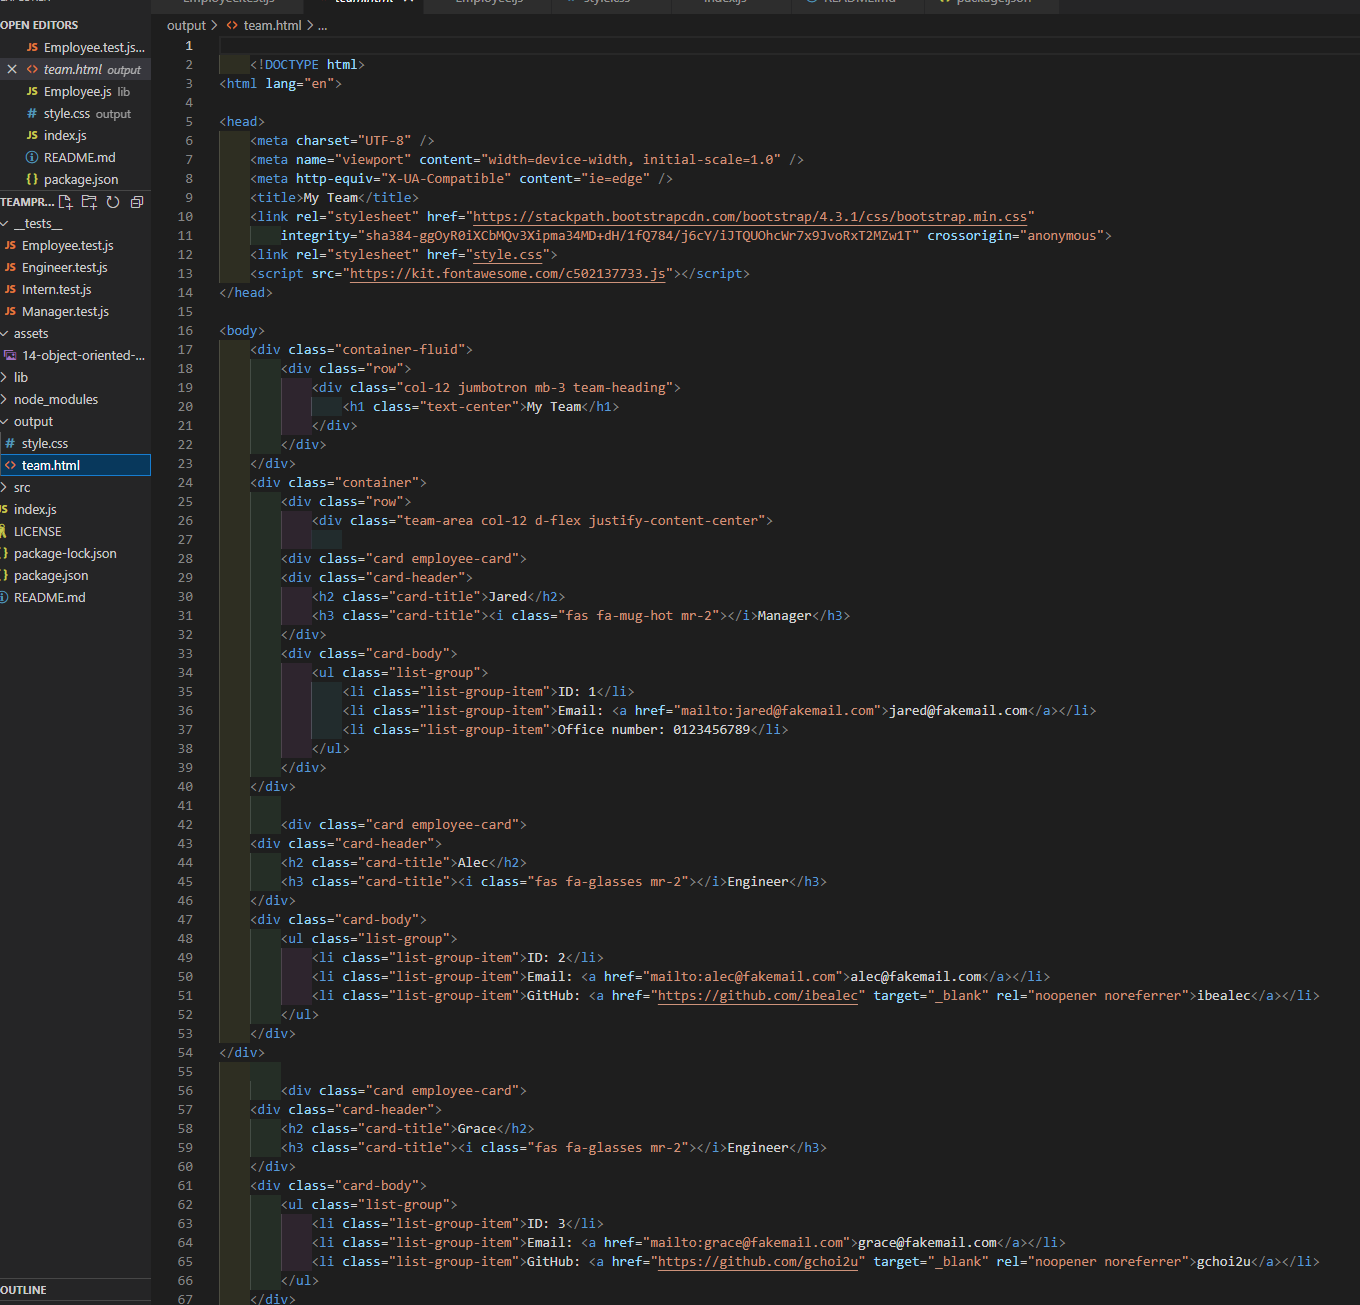 OPEN EDITORS
Employee.test.js...
team.html output
Employee.js lib
style.css output
index.js
README.md
package.json
TEAMPR...
__tests__
Employee.test.js
Engineer.test.js
Intern.test.js
Manager.test.js
assets
14-object-oriented-...
lib
node_modules
output
style.css
team.html
src
index.js
LICENSE
package-lock.json
package.json
README.md
OUTLINE
output > <> team.html > ...
1
2 <!DOCTYPE html>
3 <html lang="en">
4
5 <head>
6 <meta charset="UTF-8" />
7 <meta name="viewport" content="width=device-width, initial-scale=1.0" />
8 <meta http-equiv="X-UA-Compatible" content="ie=edge" />
9 <title>My Team</title>
10 <link rel="stylesheet" href="https://stackpath.bootstrapcdn.com/bootstrap/4.3.1/css/bootstrap.min.css"
11 integrity="sha384-ggOyR0iXCbMQv3Xipma34MD+dH/1fQ784/j6cY/iJTQUOhcWr7x9JvoRxT2MZw1T" crossorigin="anonymous">
12 <link rel="stylesheet" href="style.css">
13 <script src="https://kit.fontawesome.com/c502137733.js"></script>
14 </head>
15
16 <body>
17 <div class="container-fluid">
18 <div class="row">
19 <div class="col-12 jumbotron mb-3 team-heading">
20 <h1 class="text-center">My Team</h1>
21 </div>
22 </div>
23 </div>
24 <div class="container">
25 <div class="row">
26 <div class="team-area col-12 d-flex justify-content-center">
27
28 <div class="card employee-card">
29 <div class="card-header">
30 <h2 class="card-title">Jared</h2>
31 <h3 class="card-title"><i class="fas fa-mug-hot mr-2"></i>Manager</h3>
32 </div>
33 <div class="card-body">
34 <ul class="list-group">
35 <li class="list-group-item">ID: 1</li>
36 <li class="list-group-item">Email: <a href="mailto:jared@fakemail.com">jared@fakemail.com</a></li>
37 <li class="list-group-item">Office number: 0123456789</li>
38 </ul>
39 </div>
40 </div>
41
42 <div class="card employee-card">
43 <div class="card-header">
44 <h2 class="card-title">Alec</h2>
45 <h3 class="card-title"><i class="fas fa-glasses mr-2"></i>Engineer</h3>
46 </div>
47 <div class="card-body">
48 <ul class="list-group">
49 <li class="list-group-item">ID: 2</li>
50 <li class="list-group-item">Email: <a href="mailto:alec@fakemail.com">alec@fakemail.com</a></li>
51 <li class="list-group-item">GitHub: <a href="https://github.com/ibealec" target="_blank" rel="noopener noreferrer">ibealec</a></li>
52 </ul>
53 </div>
54 </div>
55
56 <div class="card employee-card">
57 <div class="card-header">
58 <h2 class="card-title">Grace</h2>
59 <h3 class="card-title"><i class="fas fa-glasses mr-2"></i>Engineer</h3>
60 </div>
61 <div class="card-body">
62 <ul class="list-group">
63 <li class="list-group-item">ID: 3</li>
64 <li class="list-group-item">Email: <a href="mailto:grace@fakemail.com">grace@fakemail.com</a></li>
65 <li class="list-group-item">GitHub: <a href="https://github.com/gchoi2u" target="_blank" rel="noopener noreferrer">gchoi2u</a></li>
66 </ul>
67 </div>